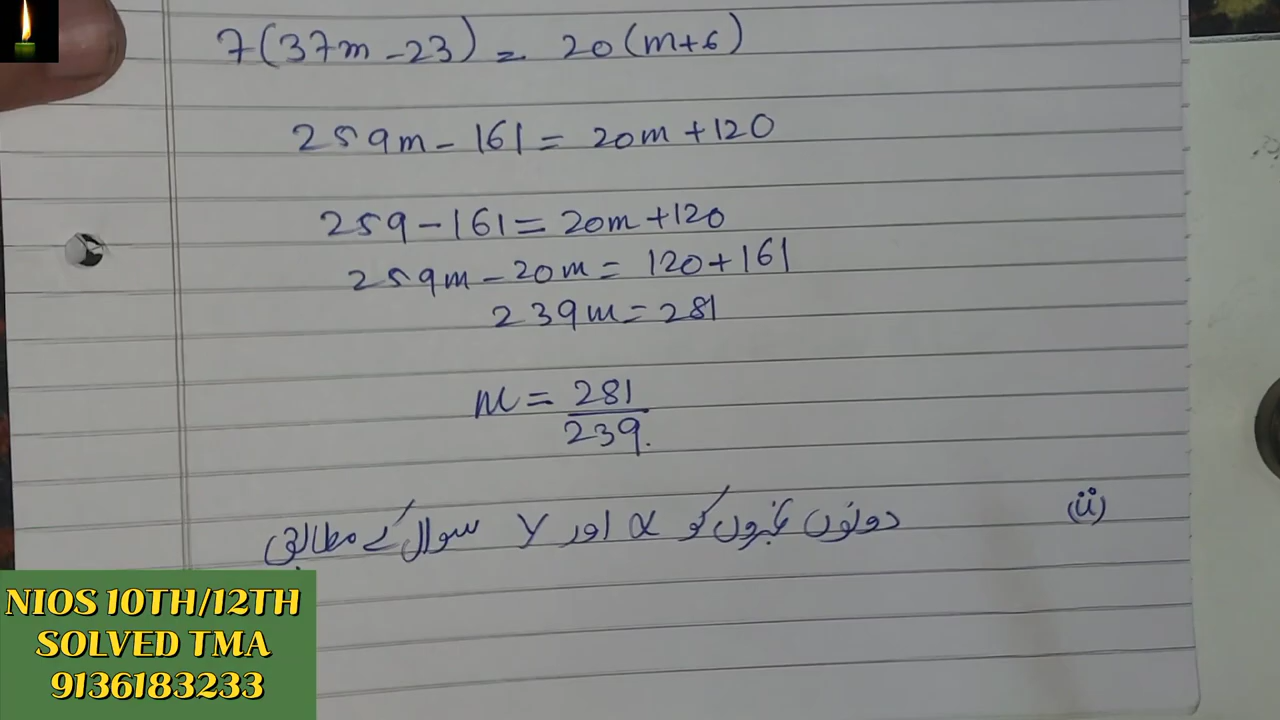 7(37m-23) = 20(m+6)
259m - 161 = 20m + 120
259 - 161 = 20m + 120
259m - 20m = 120 + 161
239m = 281
m = 281/239.
(ii) دونوں نمبروں کو x اور y سوال کے مطابق
NIOS 10TH/12TH
SOLVED TMA
9136183233